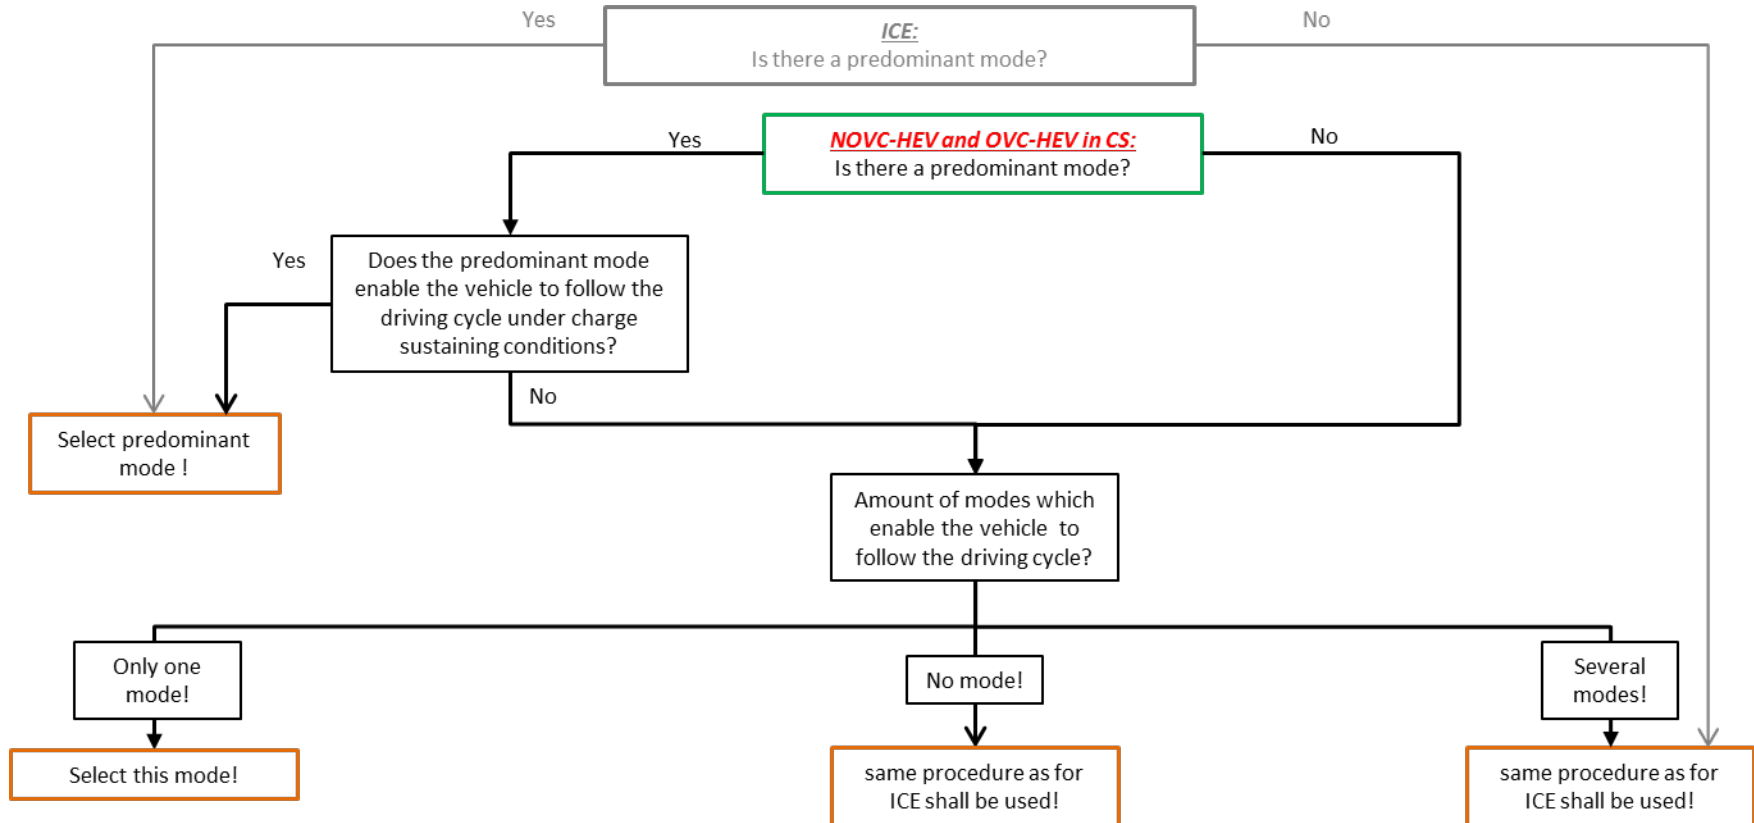 Yes
ICE:
No
Is there a predominant mode?
Yes
NOVC-HEV and OVC-HEV in CS:
No
Is there a predominant mode?
Yes
Does the predominant mode
enable the vehicle to follow the
driving cycle under charge
sustaining conditions?
No
Select predominant
mode !
Amount of modes which
enable the vehicle to
follow the driving cycle?
Only one
mode!
No mode!
Several
modes!
Select this mode!
same procedure as for
ICE shall be used!
same procedure as for
ICE shall be used!